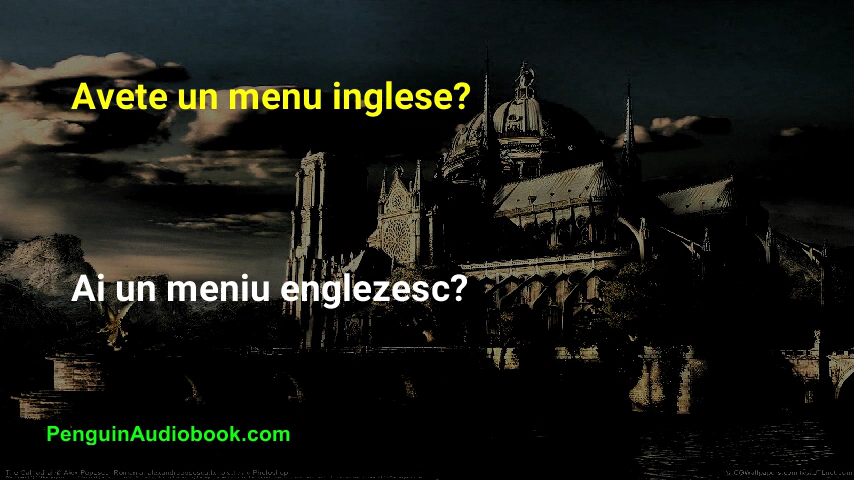 Avete un menu inglese?
Ai un meniu englezesc?
PenguinAudiobook.com